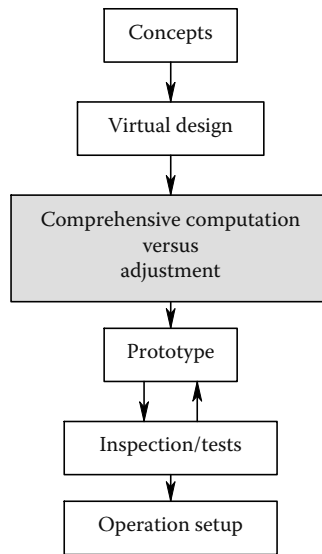 Concepts
Virtual design
Comprehensive computation
versus
adjustment
Prototype
Inspection/tests
Operation setup